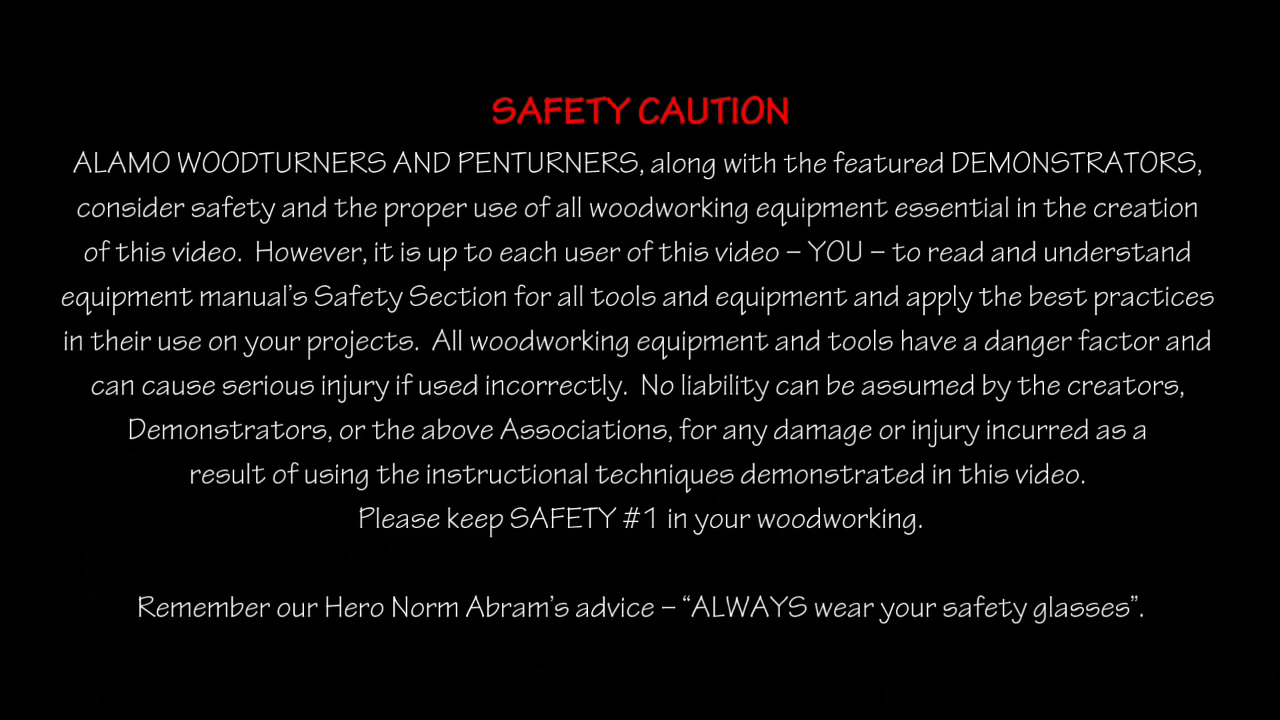 SAFETY CAUTION
ALAMO WOODTURNERS AND PENTURNERS, along with the featured DEMONSTRATORS,
consider safety and the proper use of all woodworking equipment essential in the creation
of this video.  However, it is up to each user of this video – YOU – to read and understand
equipment manual’s Safety Section for all tools and equipment and apply the best practices
in their use on your projects.  All woodworking equipment and tools have a danger factor and
can cause serious injury if used incorrectly.  No liability can be assumed by the creators,
Demonstrators, or the above Associations, for any damage or injury incurred as a
result of using the instructional techniques demonstrated in this video.
Please keep SAFETY #1 in your woodworking.
Remember our Hero Norm Abram’s advice – “ALWAYS wear your safety glasses”.